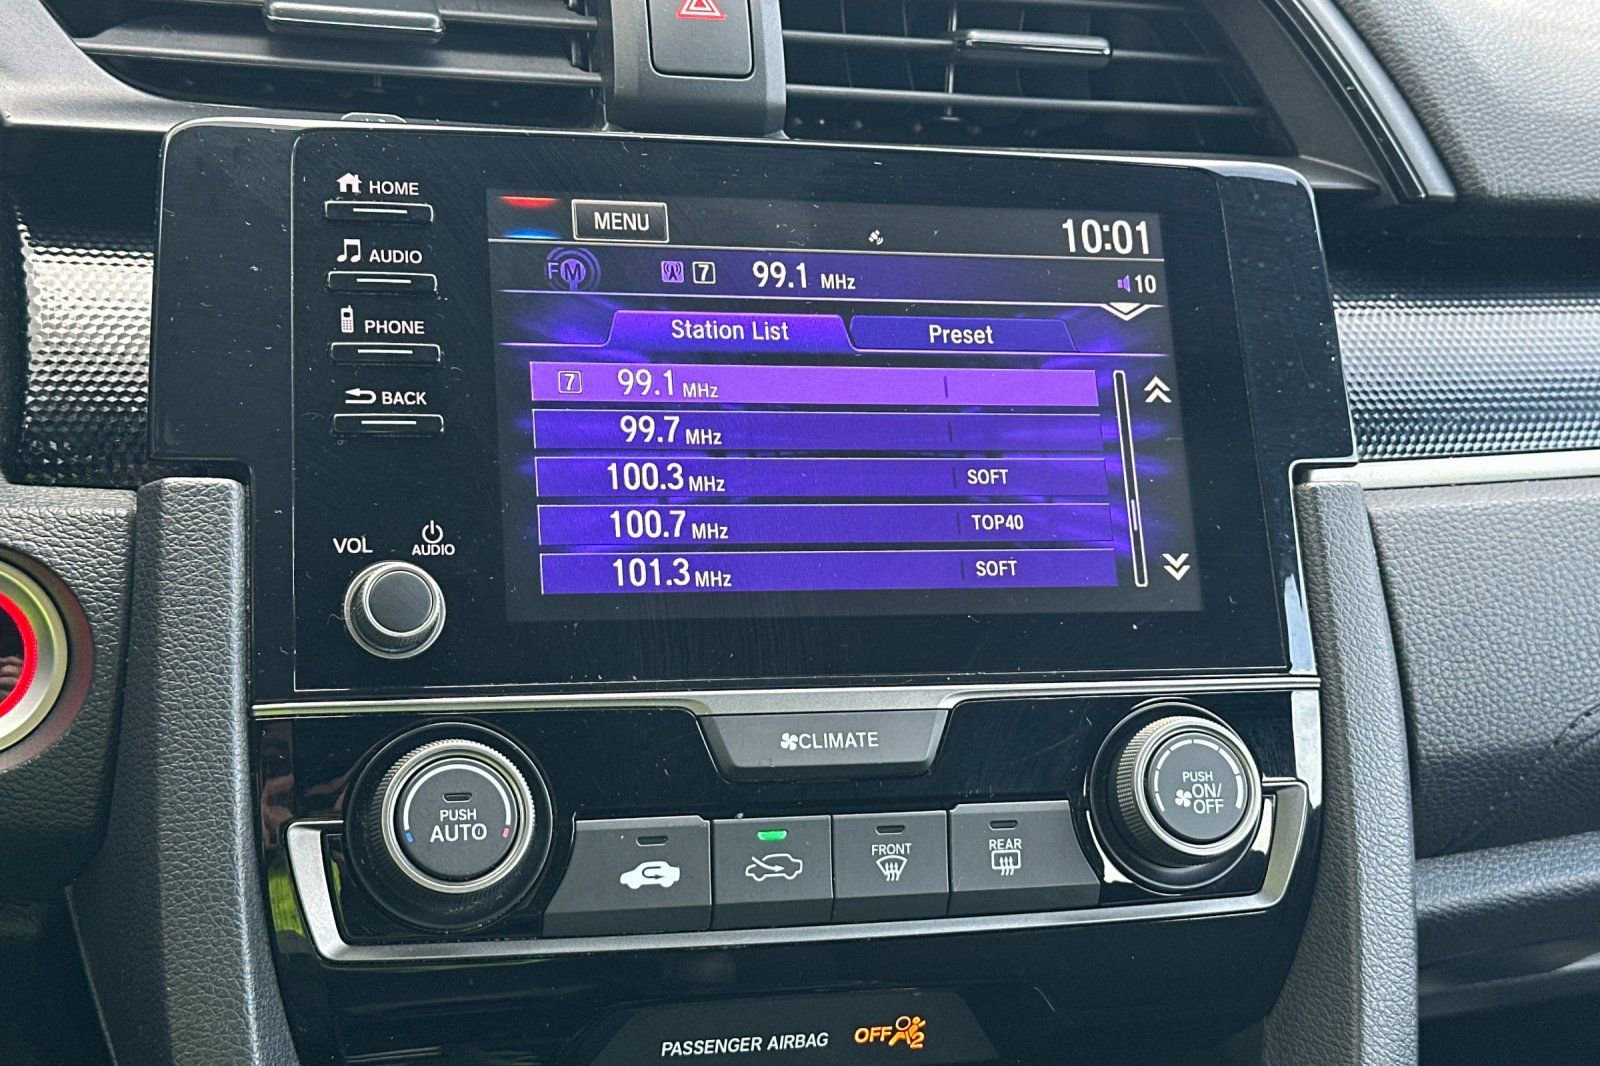 HOME
MENU
10:01
AUDIO
FM
7 99.1 MHz
10
PHONE
Station List
Preset
BACK
7 99.1 MHz
99.7 MHz
100.3 MHz SOFT
100.7 MHz TOP40
101.3 MHz SOFT
VOL
AUDIO
CLIMATE
PUSH
AUTO
FRONT
REAR
PUSH
ON/
OFF
PASSENGER AIRBAG OFF 2